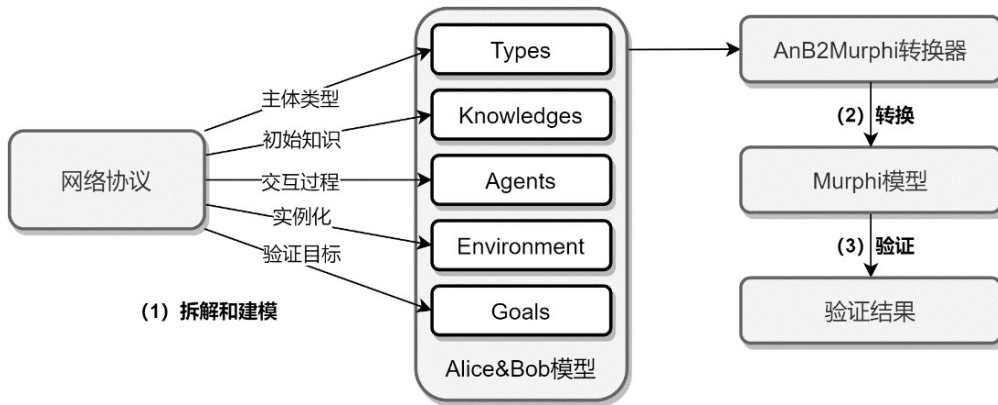 网络协议
主体类型
初始知识
交互过程
实例化
验证目标
（1）拆解和建模
Types
Knowledges
Agents
Environment
Goals
Alice&Bob模型
AnB2Murphi转换器
（2）转换
Murphi模型
（3）验证
验证结果